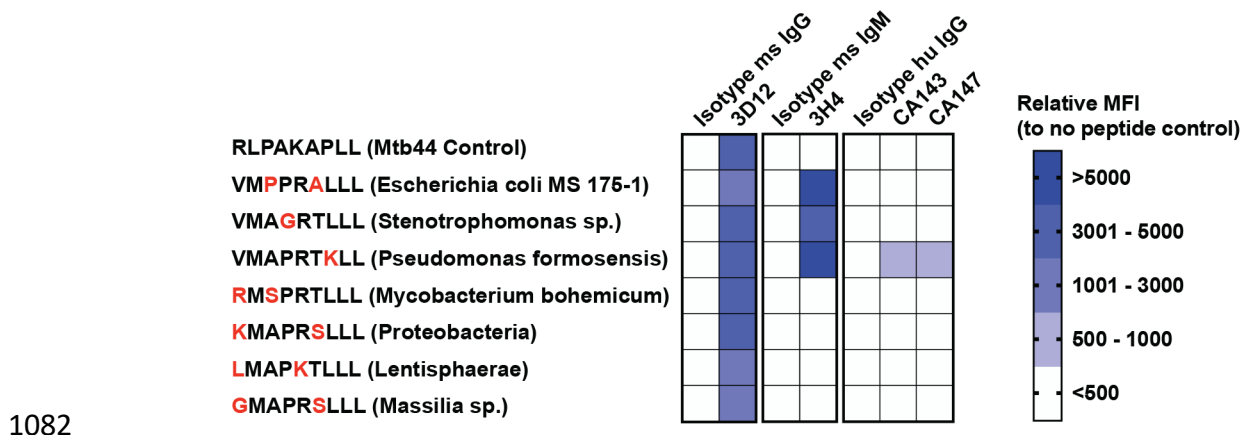 Isotype ms IgG
3D12
Isotype ms IgM
3H4
Isotype hu IgG
CA143
CA147
Relative MFI
(to no peptide control)
>5000
3001 - 5000
1001 - 3000
500 - 1000
<500
RLPAKAPLL (Mtb44 Control)
VMPPRALLL (Escherichia coli MS 175-1)
VMAGRTLLL (Stenotrophomonas sp.)
VMAPRTKLL (Pseudomonas formosensis)
RMSPRTLLL (Mycobacterium bohemicum)
KMAPRSLLL (Proteobacteria)
LMAPKTLLL (Lentisphaerae)
GMAPRSLLL (Massilia sp.)
1082